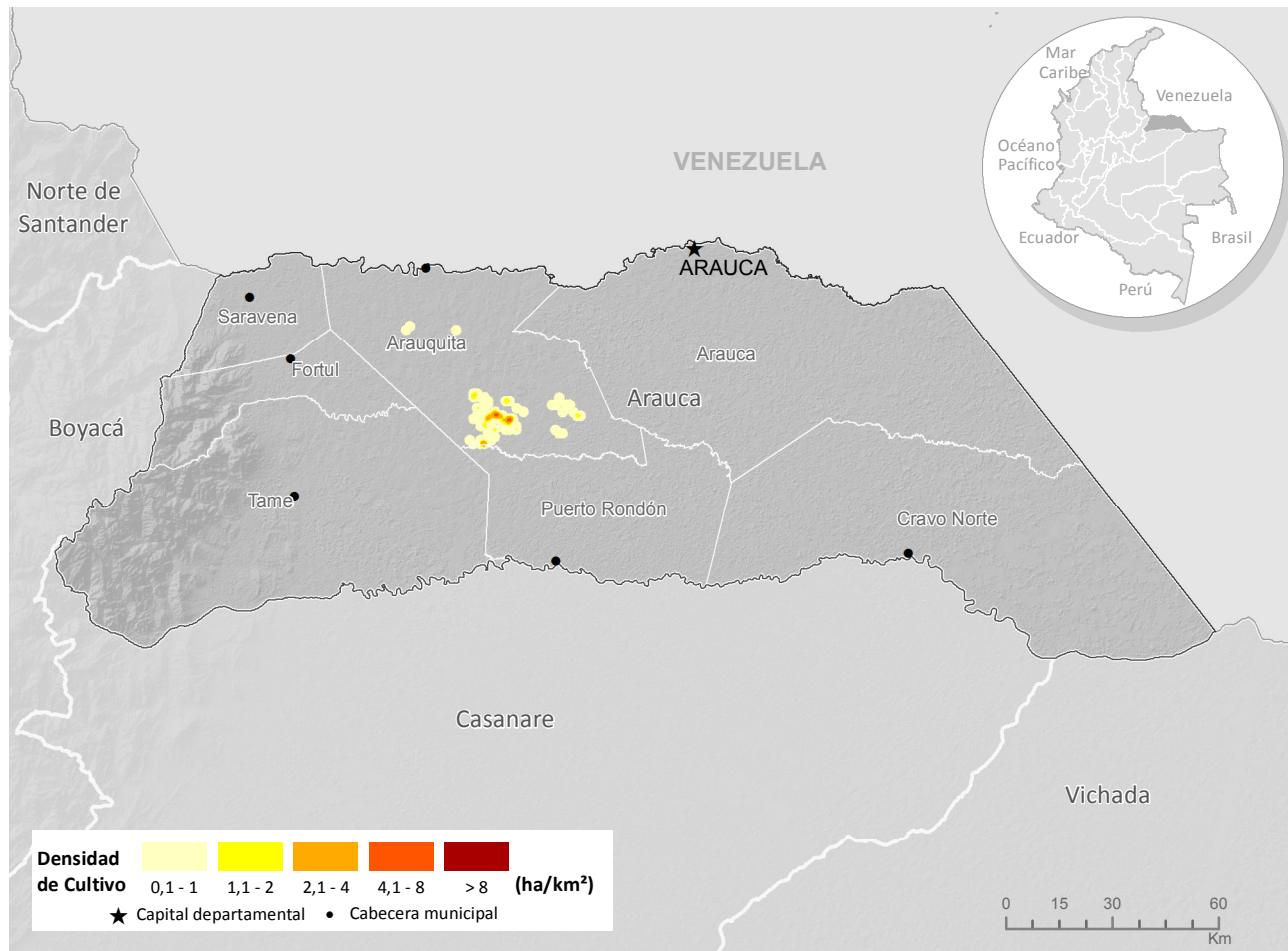 Mar
Caribe
Venezuela
Océano
Pacífico
Ecuador
Brasil
Perú
VENEZUELA
Norte de
Santander
ARAUCA
Saravena
Arauquita
Fortul
Arauca
Arauca
Boyacá
Tame
Puerto Rondón
Cravo Norte
Casanare
Vichada
Densidad
de Cultivo
0,1 - 1
1,1 - 2
2,1 - 4
4,1 - 8
> 8
(ha/km²)
Capital departamental
Cabecera municipal
0 15 30 45 60
Km